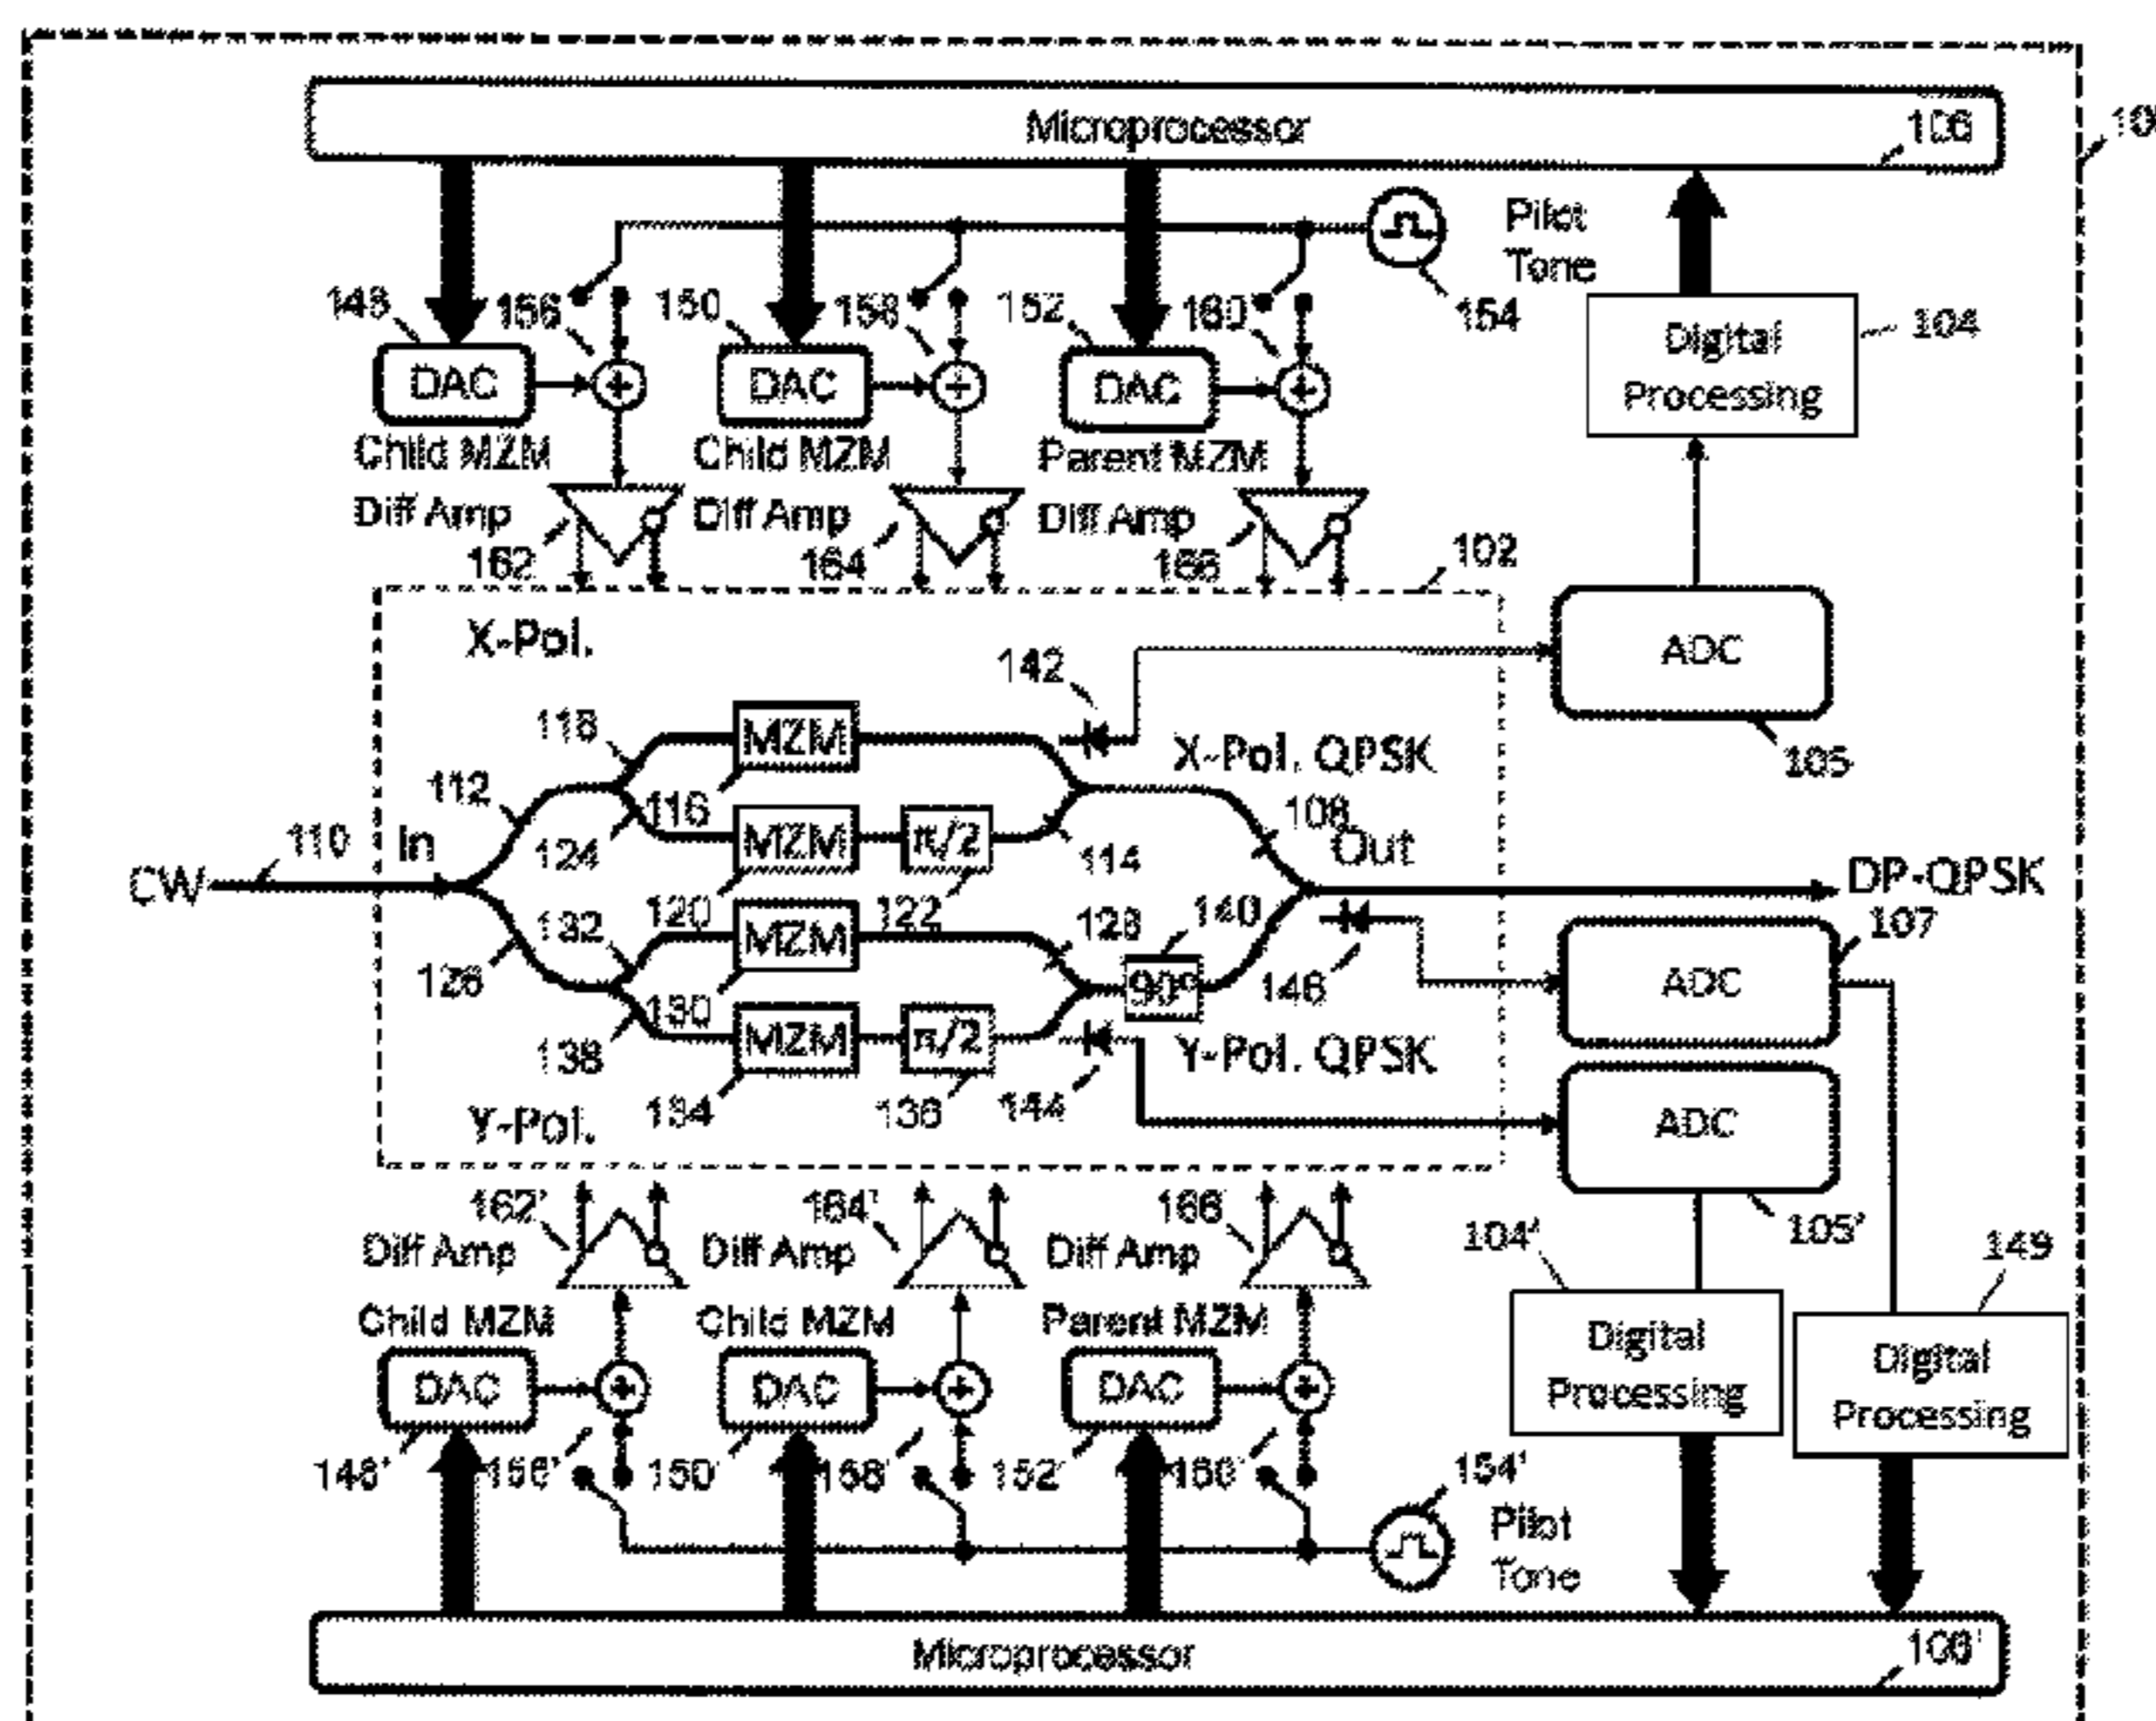 Microprocessor
106
10
Pilot
Tone
154
148
156
150
158
152
160
DAC
DAC
DAC
Digital
Processing
104
Child MZM
Child MZM
Parent MZM
Diff Amp
Diff Amp
Diff Amp
162
164
166
102
X-Pol.
142
ADC
105
118
MZM
X-Pol. QPSK
112
116
108
110
In
124
MZM
π/2
114
Out
CW
DP-QPSK
107
132
120
122
128
140
MZM
126
130
90°
146
ADC
138
MZM
π/2
Y-Pol. QPSK
134
136
144
Y-Pol.
ADC
162'
164'
166'
105'
Diff Amp
Diff Amp
Diff Amp
104'
149
Child MZM
Child MZM
Parent MZM
Digital
Processing
Digital
Processing
DAC
DAC
DAC
148'
156'
150'
158'
152'
160'
154'
Pilot
Tone
Microprocessor
106'